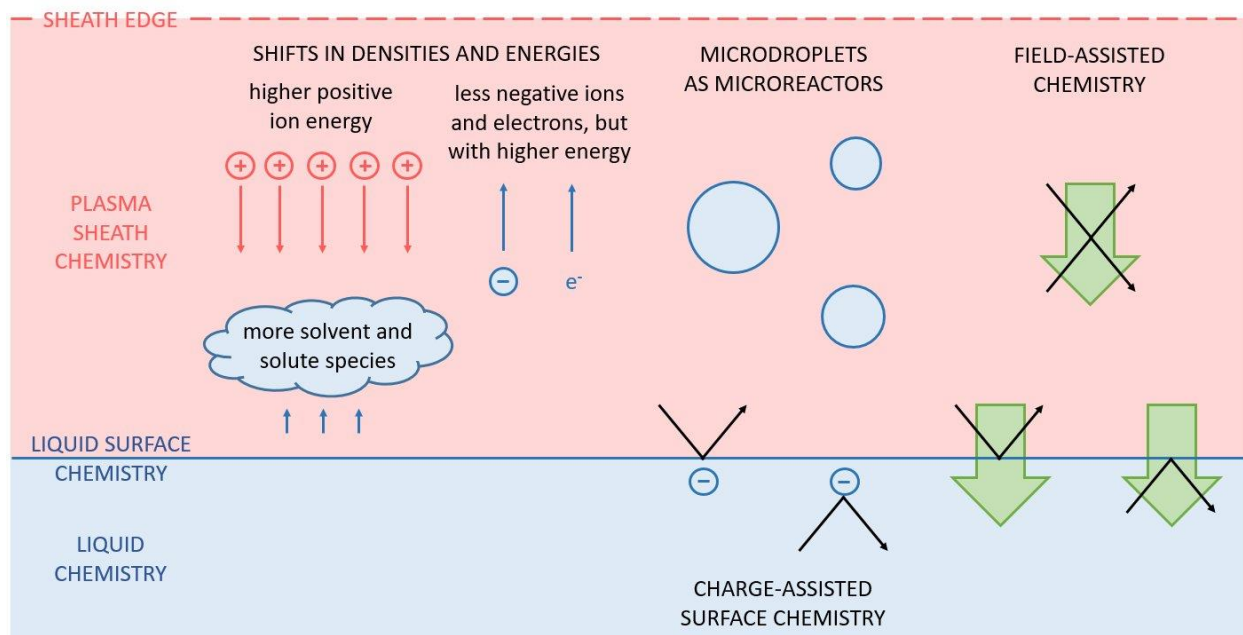 SHEATH EDGE
SHIFTS IN DENSITIES AND ENERGIES
higher positive
ion energy
less negative ions
and electrons, but
with higher energy
MICRODROPLETS
AS MICROREACTORS
FIELD-ASSISTED
CHEMISTRY
+ + + + +
PLASMA
SHEATH
CHEMISTRY
− e-
more solvent and
solute species
LIQUID SURFACE
CHEMISTRY
− −
LIQUID
CHEMISTRY
CHARGE-ASSISTED
SURFACE CHEMISTRY